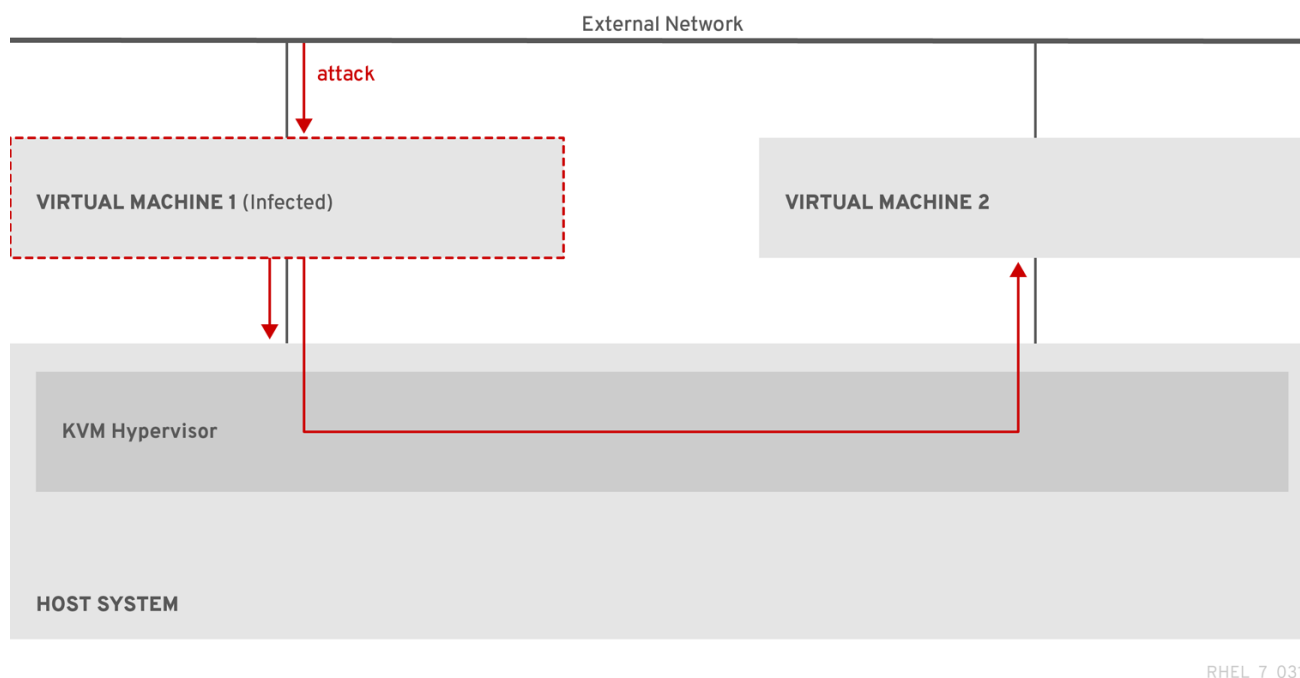 External Network
attack
VIRTUAL MACHINE 1 (Infected)
VIRTUAL MACHINE 2
KVM Hypervisor
HOST SYSTEM
RHEL 7